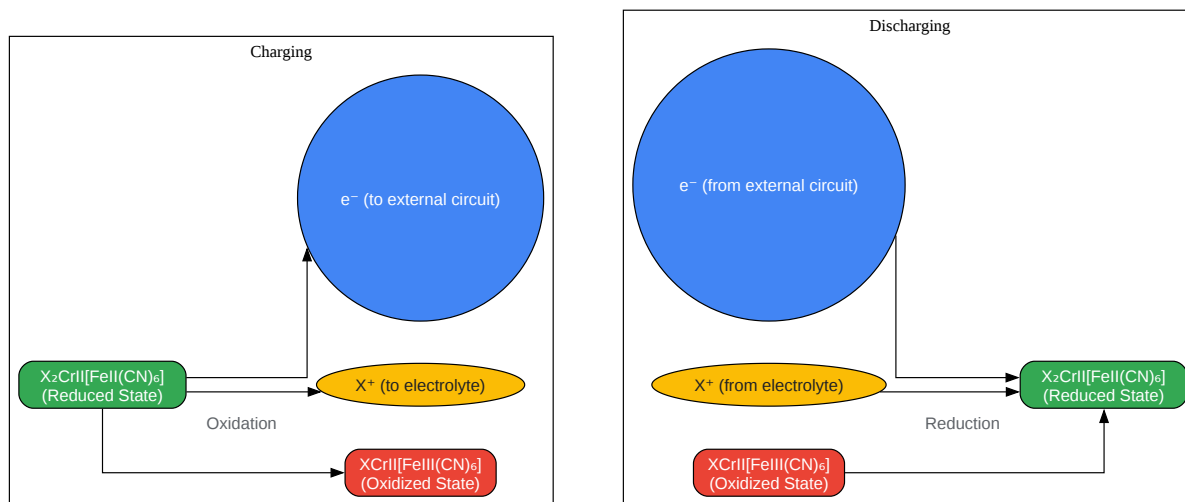 Charging
e⁻ (to external circuit)
X₂CrII[FeII(CN)₆]
(Reduced State)
X⁺ (to electrolyte)
Oxidation
XCrII[FeIII(CN)₆]
(Oxidized State)
Discharging
e⁻ (from external circuit)
X⁺ (from electrolyte)
X₂CrII[FeII(CN)₆]
(Reduced State)
Reduction
XCrII[FeIII(CN)₆]
(Oxidized State)